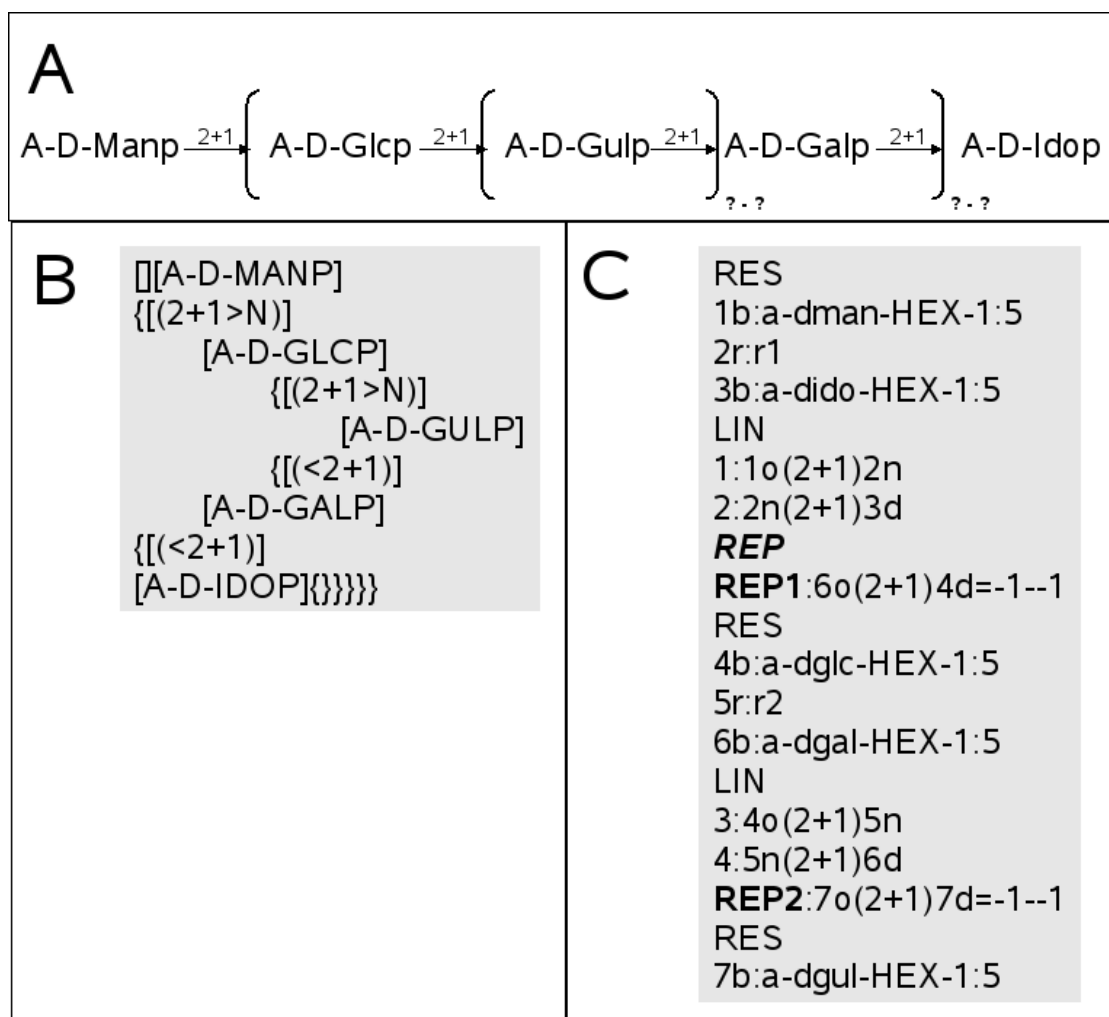 A
2+1 2+1 2+1 2+1
A-D-Manp A-D-Glcp A-D-Gulp A-D-Galp A-D-Idop
? - ? ? - ?
B
[][A-D-MANP]
{[(2+1>N)]
[A-D-GLCP]
{[(2+1>N)]
[A-D-GULP]
{[(<2+1)]
[A-D-GALP]
{[(<2+1)]
[A-D-IDOP]{}}}}}
C
RES
1b:a-dman-HEX-1:5
2r:r1
3b:a-dido-HEX-1:5
LIN
1:1o(2+1)2n
2:2n(2+1)3d
REP
REP1:6o(2+1)4d=-1--1
RES
4b:a-dglc-HEX-1:5
5r:r2
6b:a-dgal-HEX-1:5
LIN
3:4o(2+1)5n
4:5n(2+1)6d
REP2:7o(2+1)7d=-1--1
RES
7b:a-dgul-HEX-1:5